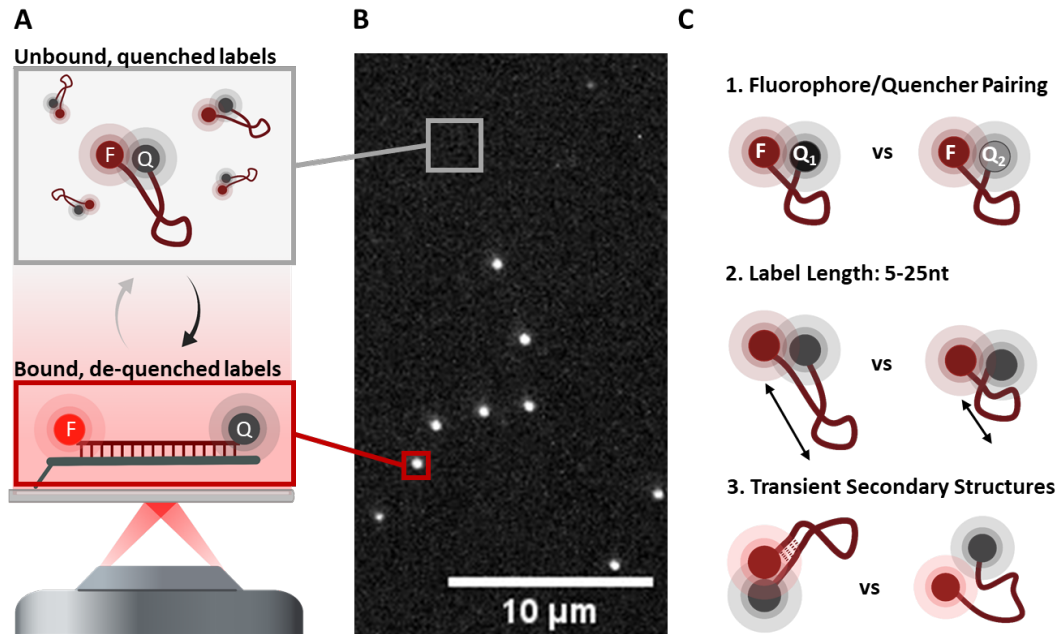 A
B
C
Unbound, quenched labels
F
Q
Bound, de-quenched labels
F
Q
10 µm
1. Fluorophore/Quencher Pairing
F
Q1
vs
F
Q2
2. Label Length: 5-25nt
vs
3. Transient Secondary Structures
vs